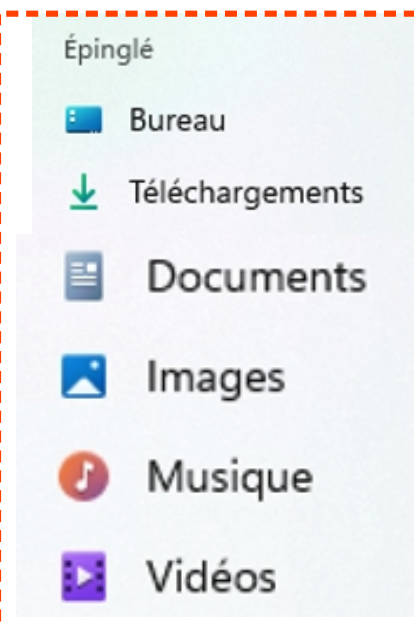 Épinglé
Bureau
Téléchargements
Documents
Images
Musique
Vidéos